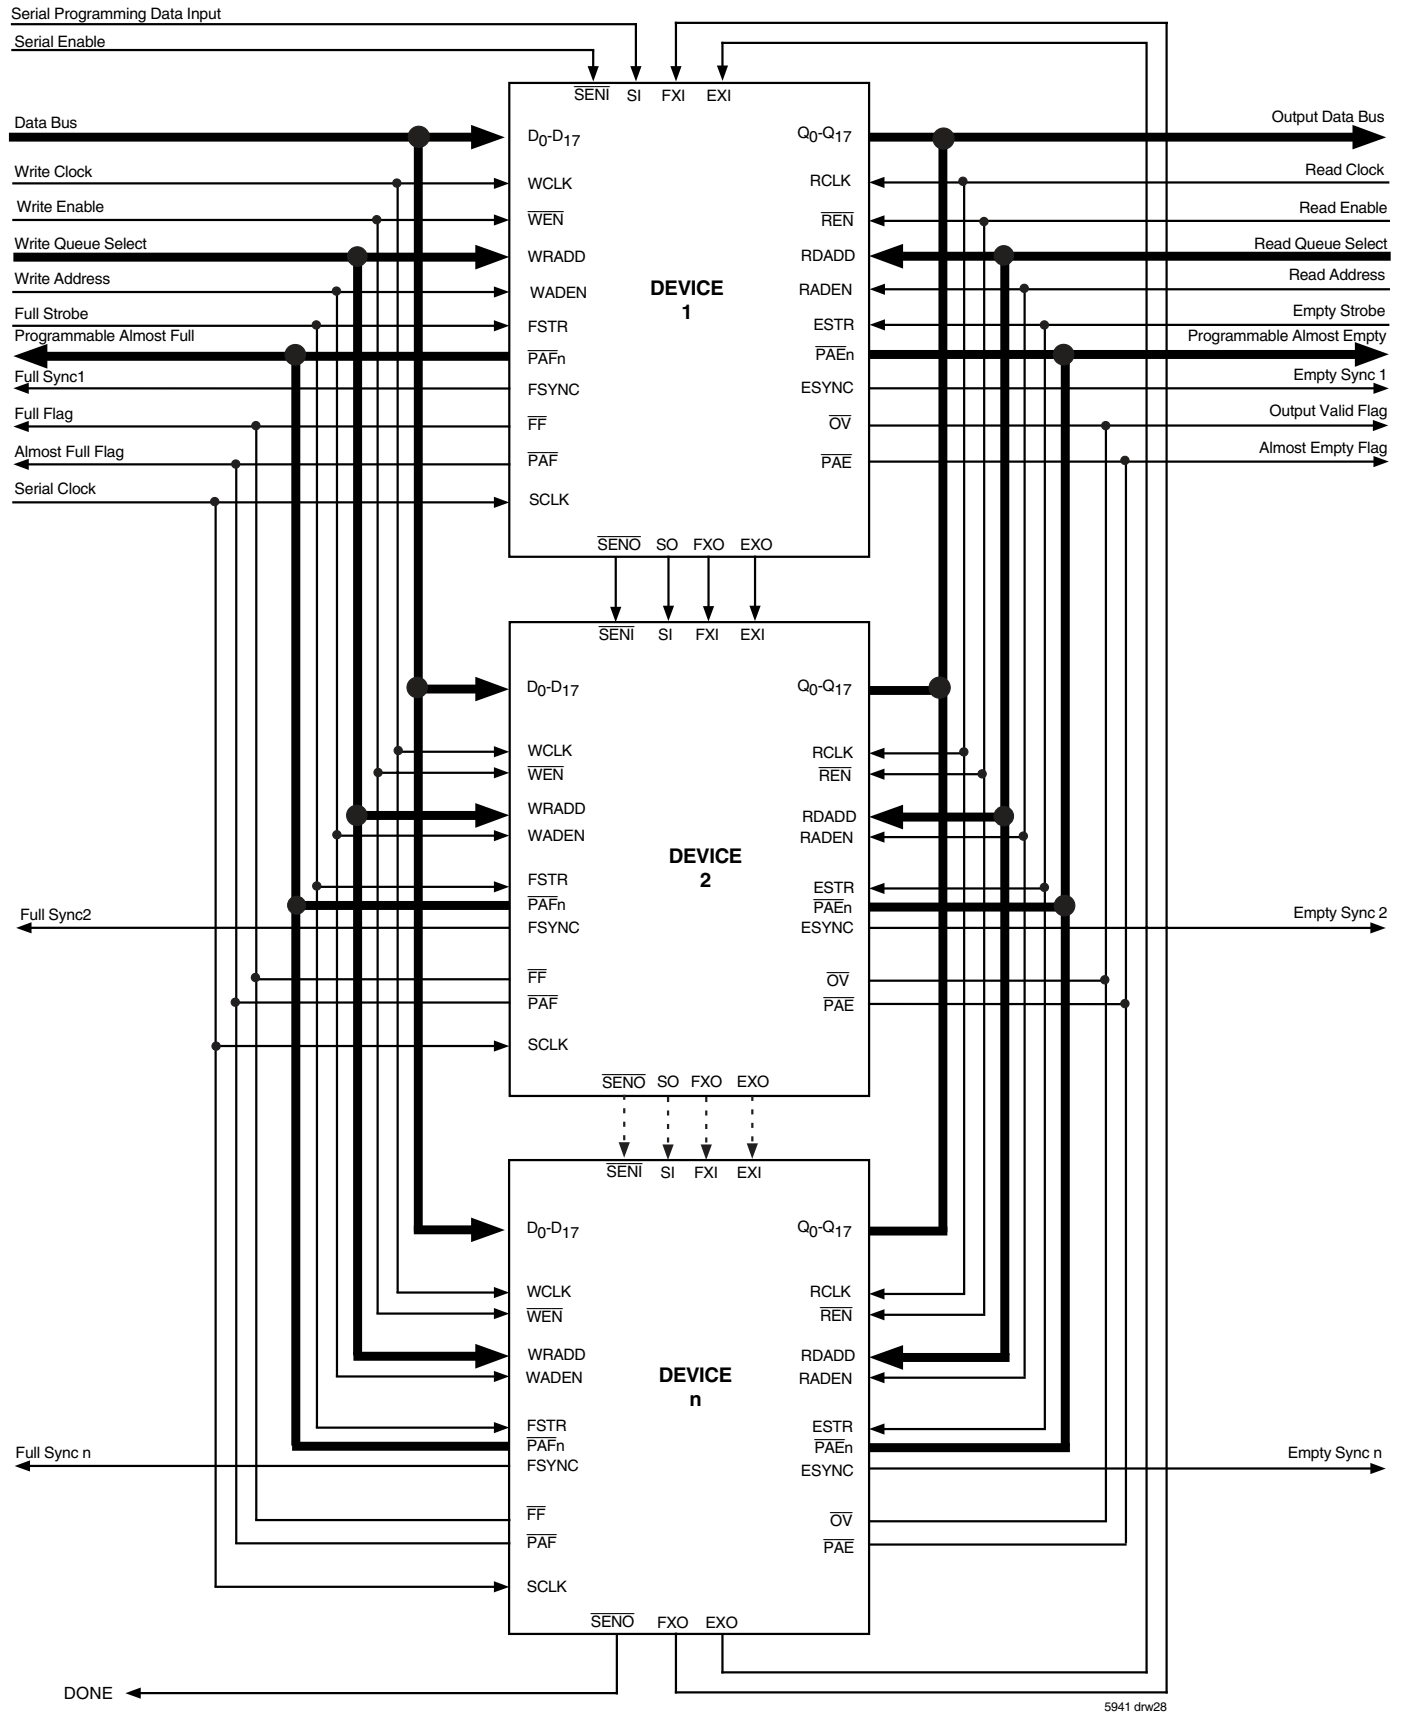 Serial Programming Data Input
Serial Enable
SENI SI FXI EXI
Data Bus D0-D17 Q0-Q17 Output Data Bus
Write Clock WCLK RCLK Read Clock
Write Enable WEN REN Read Enable
Write Queue Select WRADD RDADD Read Queue Select
Write Address WADEN RADEN Read Address
DEVICE
1
Full Strobe FSTR ESTR Empty Strobe
Programmable Almost Full PAFn PAEn Programmable Almost Empty
Full Sync1 FSYNC ESYNC Empty Sync 1
Full Flag FF OV Output Valid Flag
Almost Full Flag PAF PAE Almost Empty Flag
Serial Clock SCLK
SENO SO FXO EXO
SENI SI FXI EXI
D0-D17 Q0-Q17
WCLK RCLK
WEN REN
WRADD RDADD
WADEN RADEN
DEVICE
2
FSTR ESTR
PAFn PAEn
Full Sync2 FSYNC ESYNC Empty Sync 2
FF OV
PAF PAE
SCLK
SENO SO FXO EXO
SENI SI FXI EXI
D0-D17 Q0-Q17
WCLK RCLK
WEN REN
WRADD RDADD
WADEN RADEN
DEVICE
n
FSTR ESTR
PAFn PAEn
Full Sync n FSYNC ESYNC Empty Sync n
FF OV
PAF PAE
SCLK
SENO FXO EXO
DONE
5941 drw28